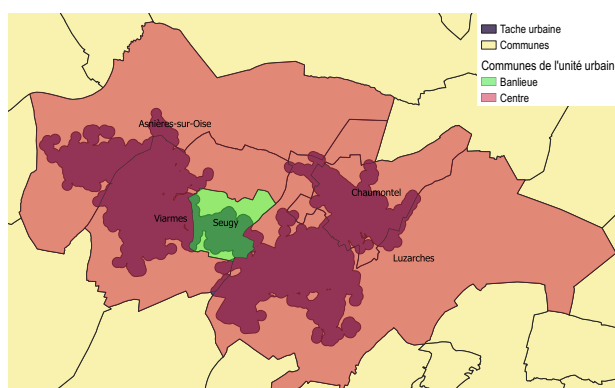 Tache urbaine
Communes
Communes de l'unité urbain
Banlieue
Centre
Asnières-sur-Oise
Chaumontel
Viarmes
Seugy
Luzarches